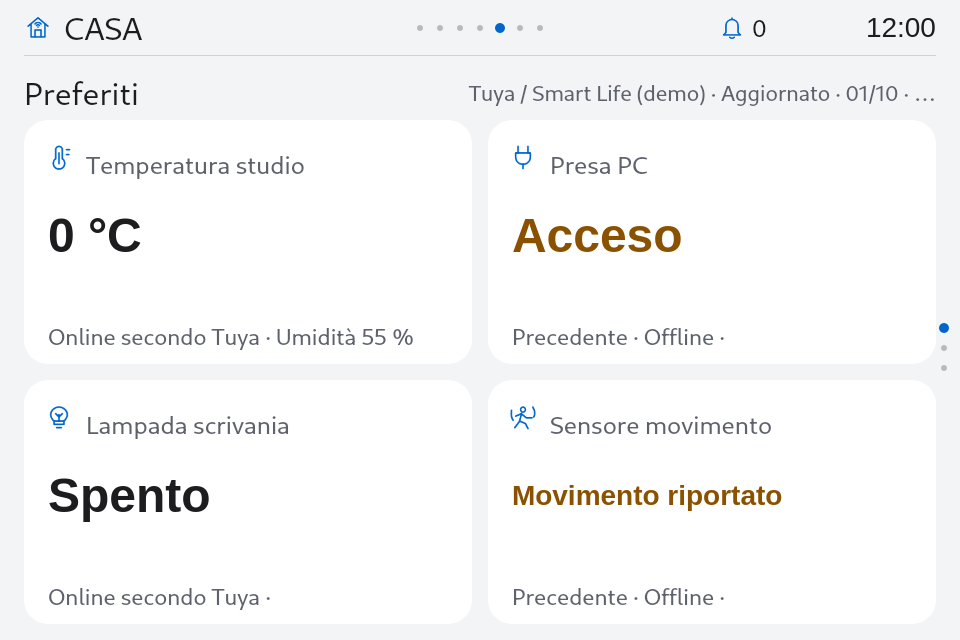 CASA
0
12:00
Preferiti
Tuya / Smart Life (demo) · Aggiornato · 01/10 · …
Temperatura studio
0 °C
Online secondo Tuya · Umidità 55 %
Presa PC
Acceso
Precedente · Offline ·
Lampada scrivania
Spento
Online secondo Tuya ·
Sensore movimento
Movimento riportato
Precedente · Offline ·